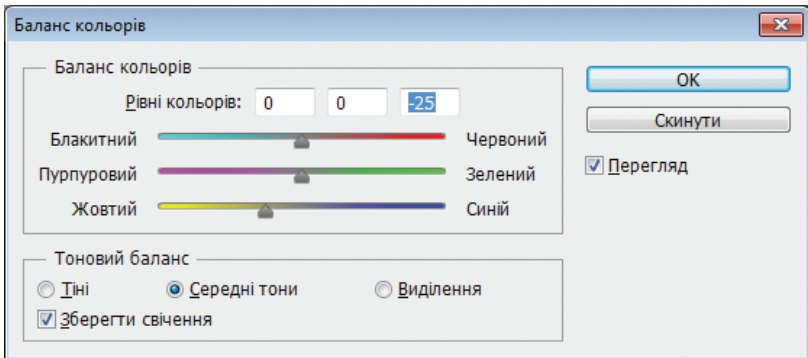 Баланс кольорів
Баланс кольорів
OK
Рівні кольорів: 0 0 -25
Скинути
Блакитний Червоний
Перегляд
Пурпуровий Зелений
Жовтий Синій
Тоновий баланс
Тіні Середні тони Виділення
Зберегти свічення